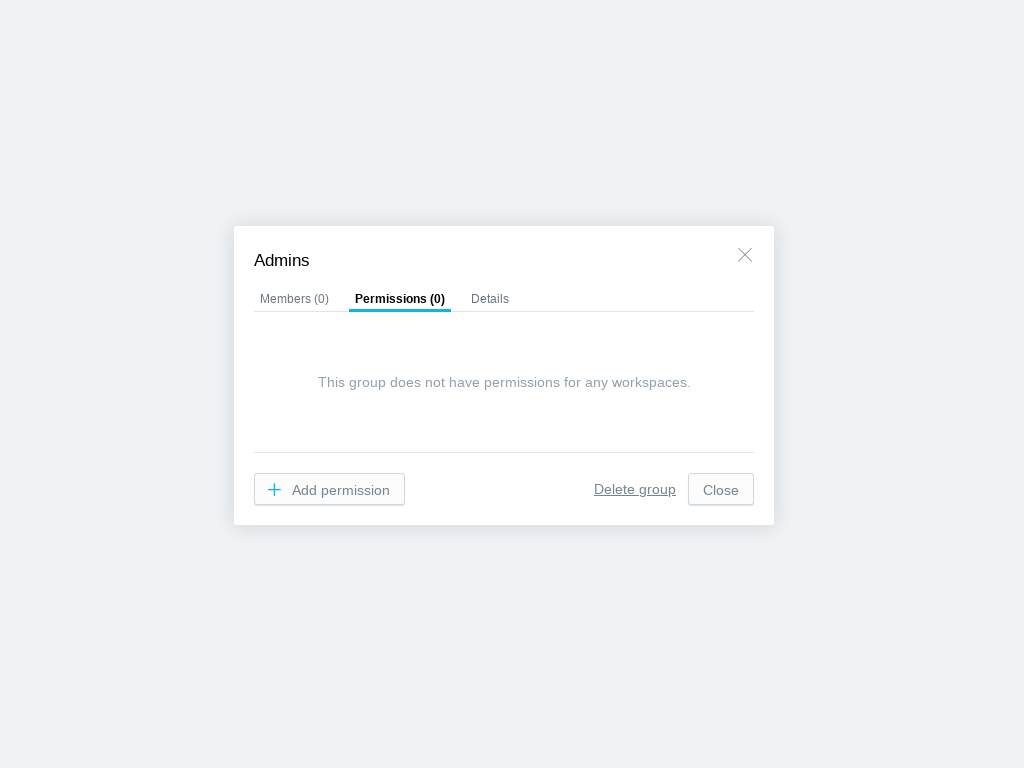 Admins
Members (0) Permissions (0) Details
This group does not have permissions for any workspaces.
Add permission Delete group Close